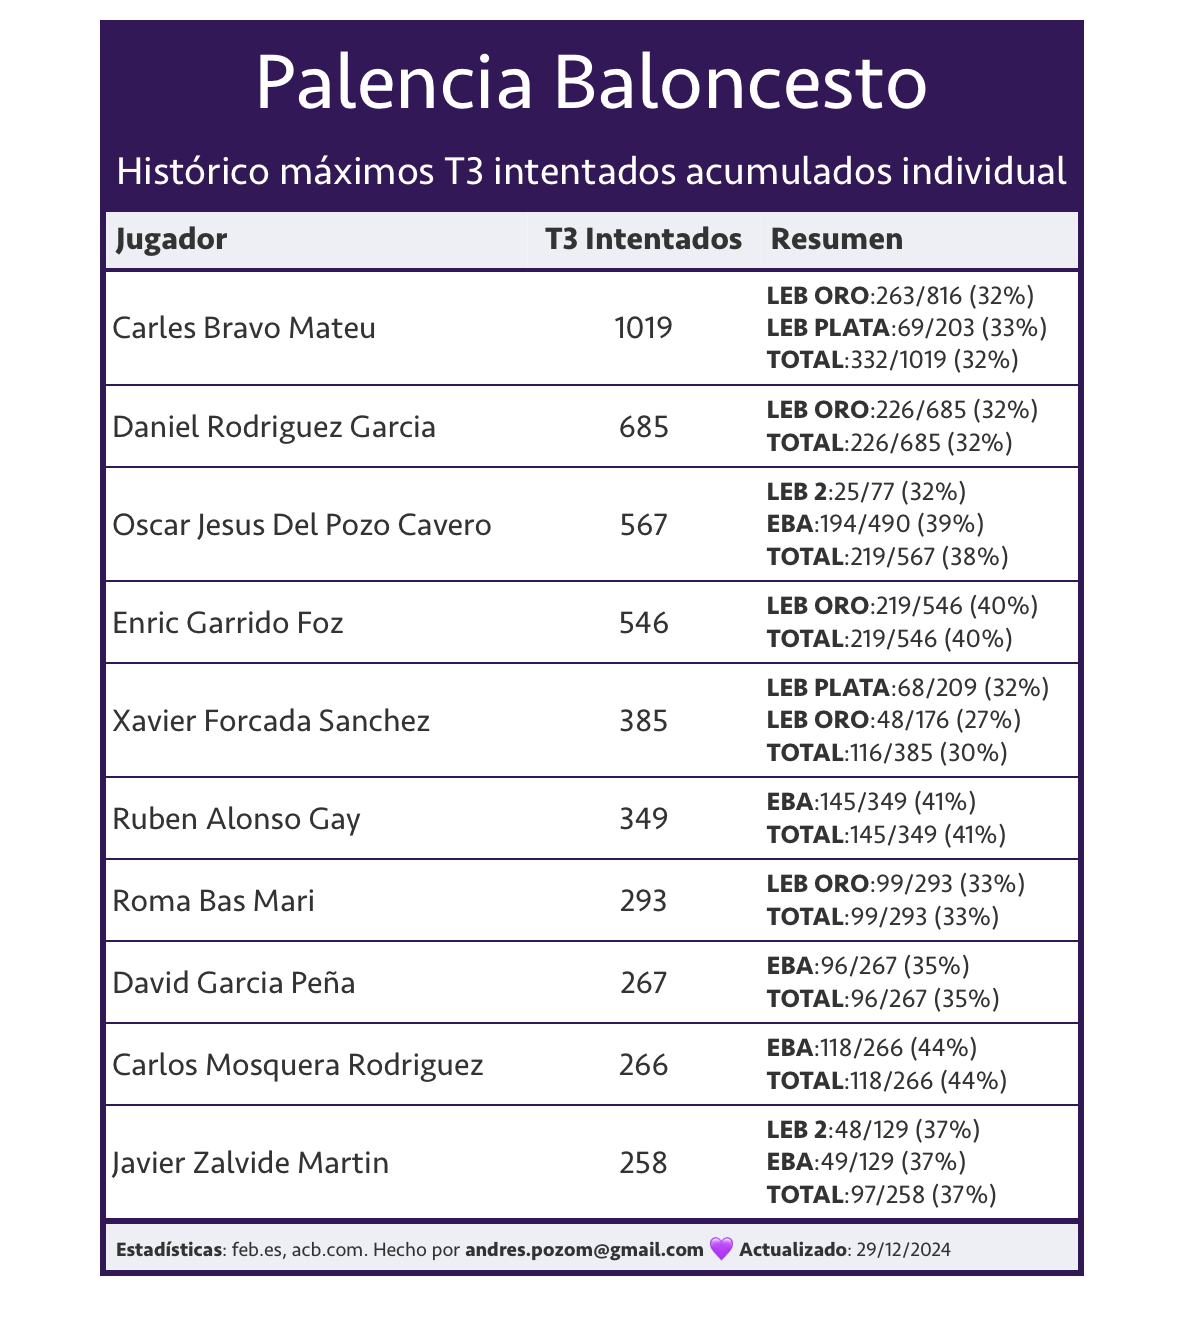 Palencia Baloncesto
Histórico máximos T3 intentados acumulados individual
Jugador T3 Intentados Resumen
Carles Bravo Mateu 1019
LEB ORO:263/816 (32%)
LEB PLATA:69/203 (33%)
TOTAL:332/1019 (32%)
Daniel Rodriguez Garcia 685
LEB ORO:226/685 (32%)
TOTAL:226/685 (32%)
Oscar Jesus Del Pozo Cavero 567
LEB 2:25/77 (32%)
EBA:194/490 (39%)
TOTAL:219/567 (38%)
Enric Garrido Foz 546
LEB ORO:219/546 (40%)
TOTAL:219/546 (40%)
Xavier Forcada Sanchez 385
LEB PLATA:68/209 (32%)
LEB ORO:48/176 (27%)
TOTAL:116/385 (30%)
Ruben Alonso Gay 349
EBA:145/349 (41%)
TOTAL:145/349 (41%)
Roma Bas Mari 293
LEB ORO:99/293 (33%)
TOTAL:99/293 (33%)
David Garcia Peña 267
EBA:96/267 (35%)
TOTAL:96/267 (35%)
Carlos Mosquera Rodriguez 266
EBA:118/266 (44%)
TOTAL:118/266 (44%)
Javier Zalvide Martin 258
LEB 2:48/129 (37%)
EBA:49/129 (37%)
TOTAL:97/258 (37%)
Estadísticas: feb.es, acb.com. Hecho por andres.pozom@gmail.com 💜 Actualizado: 29/12/2024